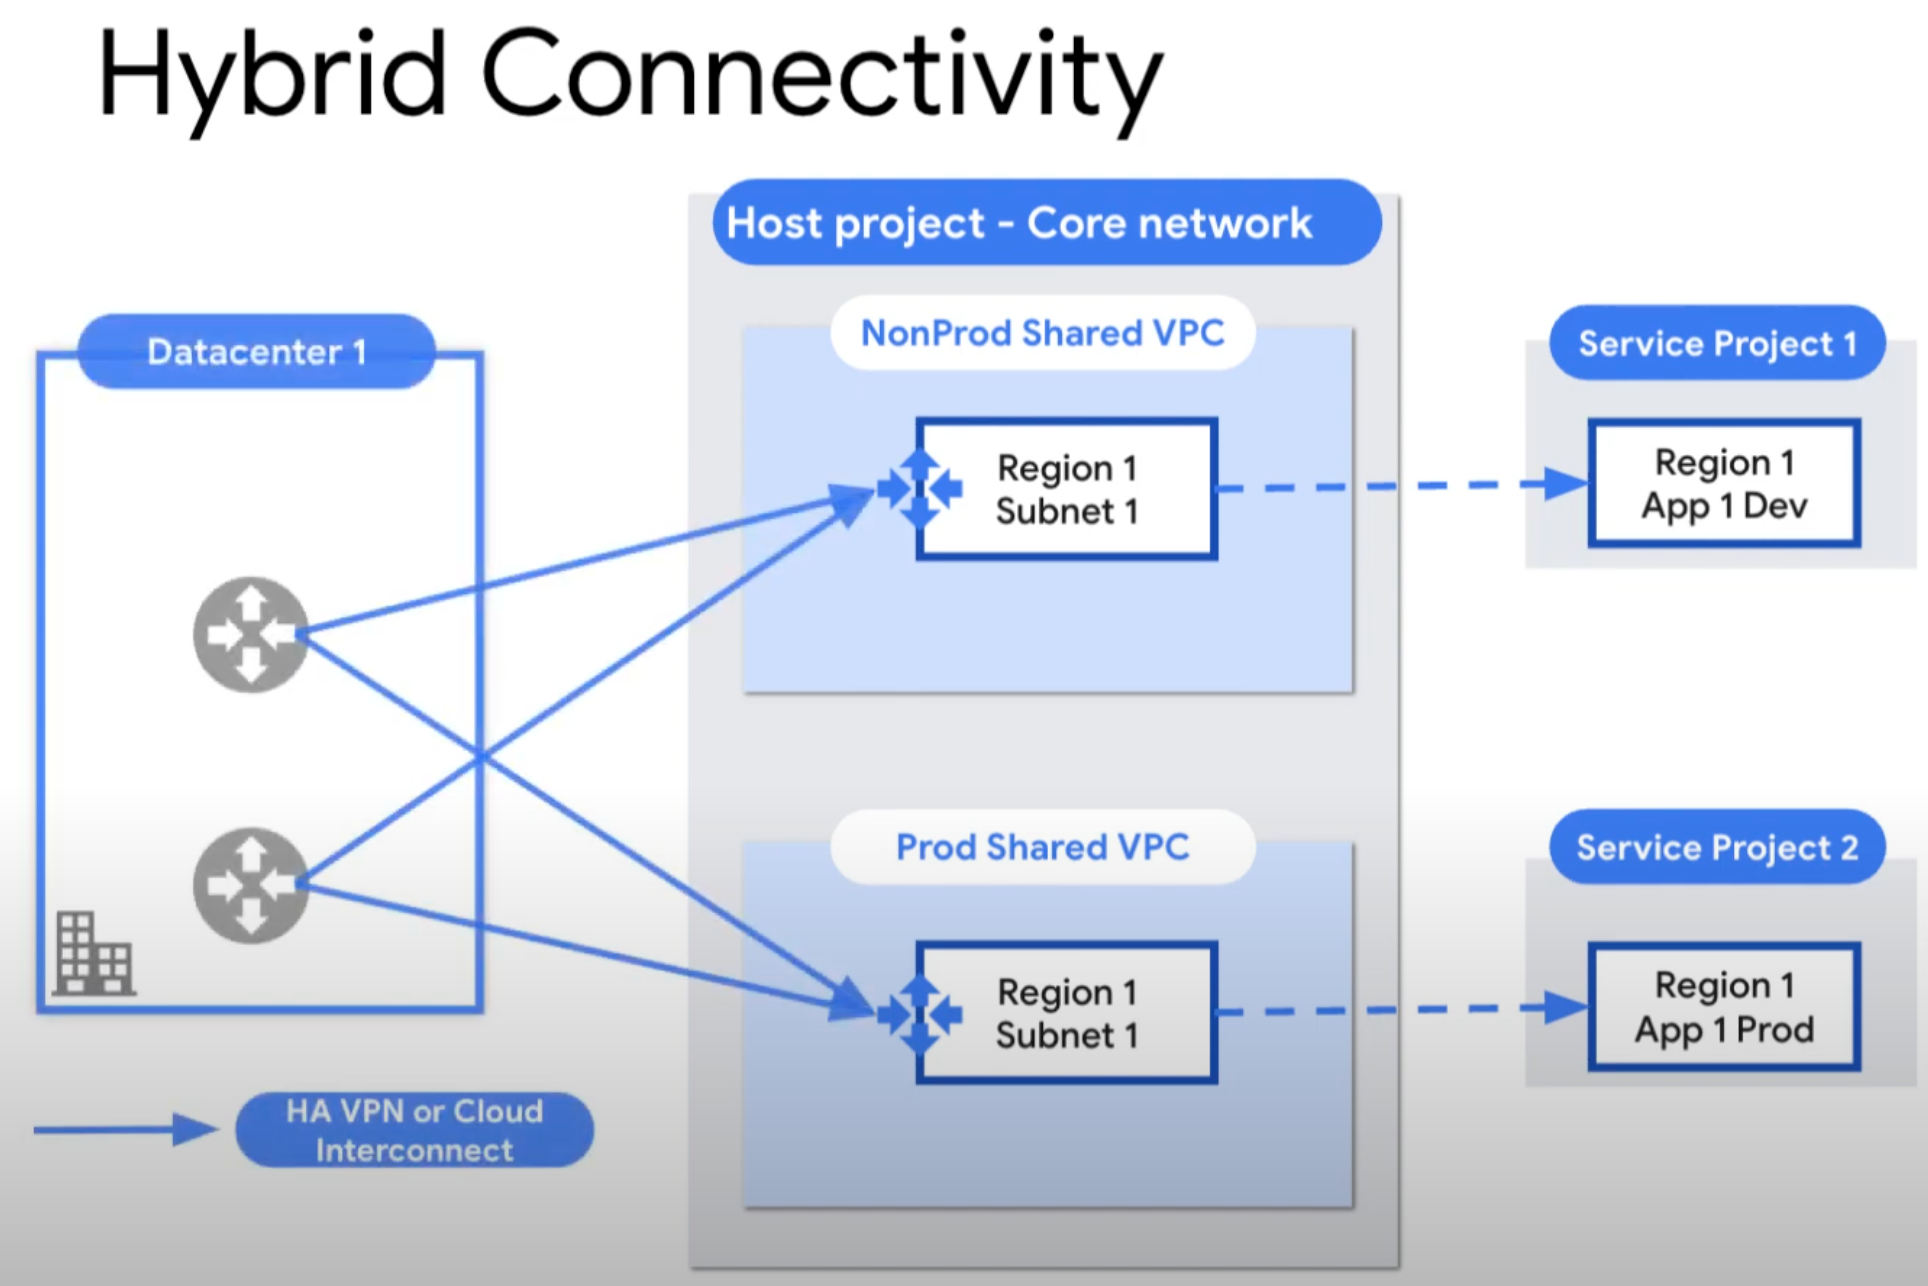 Hybrid Connectivity
Host project - Core network
Datacenter 1
NonProd Shared VPC
Region 1
Subnet 1
Service Project 1
Region 1
App 1 Dev
Prod Shared VPC
Region 1
Subnet 1
Service Project 2
Region 1
App 1 Prod
HA VPN or Cloud
Interconnect